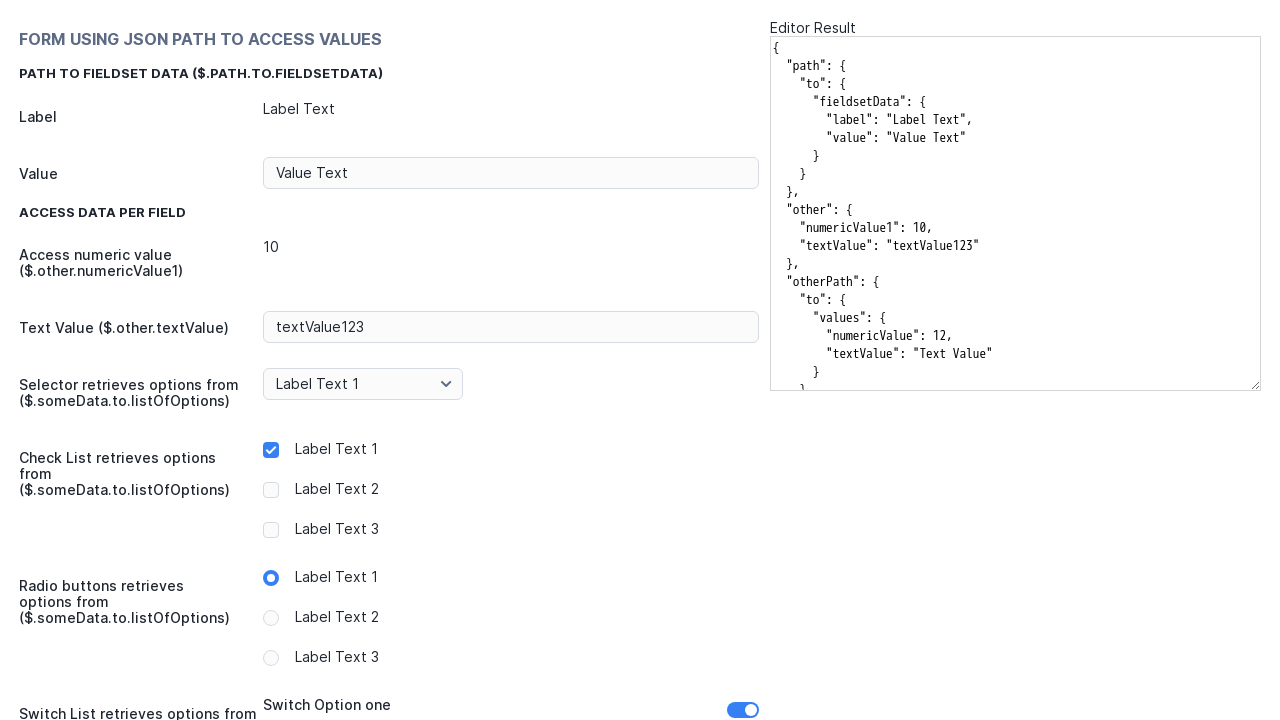 FORM USING JSON PATH TO ACCESS VALUES
PATH TO FIELDSET DATA ($.PATH.TO.FIELDSETDATA)
Label
Label Text
Value
Value Text
ACCESS DATA PER FIELD
Access numeric value
($.other.numericValue1)
10
Text Value ($.other.textValue)
textValue123
Selector retrieves options from
($.someData.to.listOfOptions)
Label Text 1
Check List retrieves options
from
($.someData.to.listOfOptions)
Label Text 1
Label Text 2
Label Text 3
Radio buttons retrieves
options from
($.someData.to.listOfOptions)
Label Text 1
Label Text 2
Label Text 3
Switch List retrieves options from
Switch Option one
Editor Result
{
  "path": {
    "to": {
      "fieldsetData": {
        "label": "Label Text",
        "value": "Value Text"
      }
    }
  },
  "other": {
    "numericValue1": 10,
    "textValue": "textValue123"
  },
  "otherPath": {
    "to": {
      "values": {
        "numericValue": 12,
        "textValue": "Text Value"
      }
    }